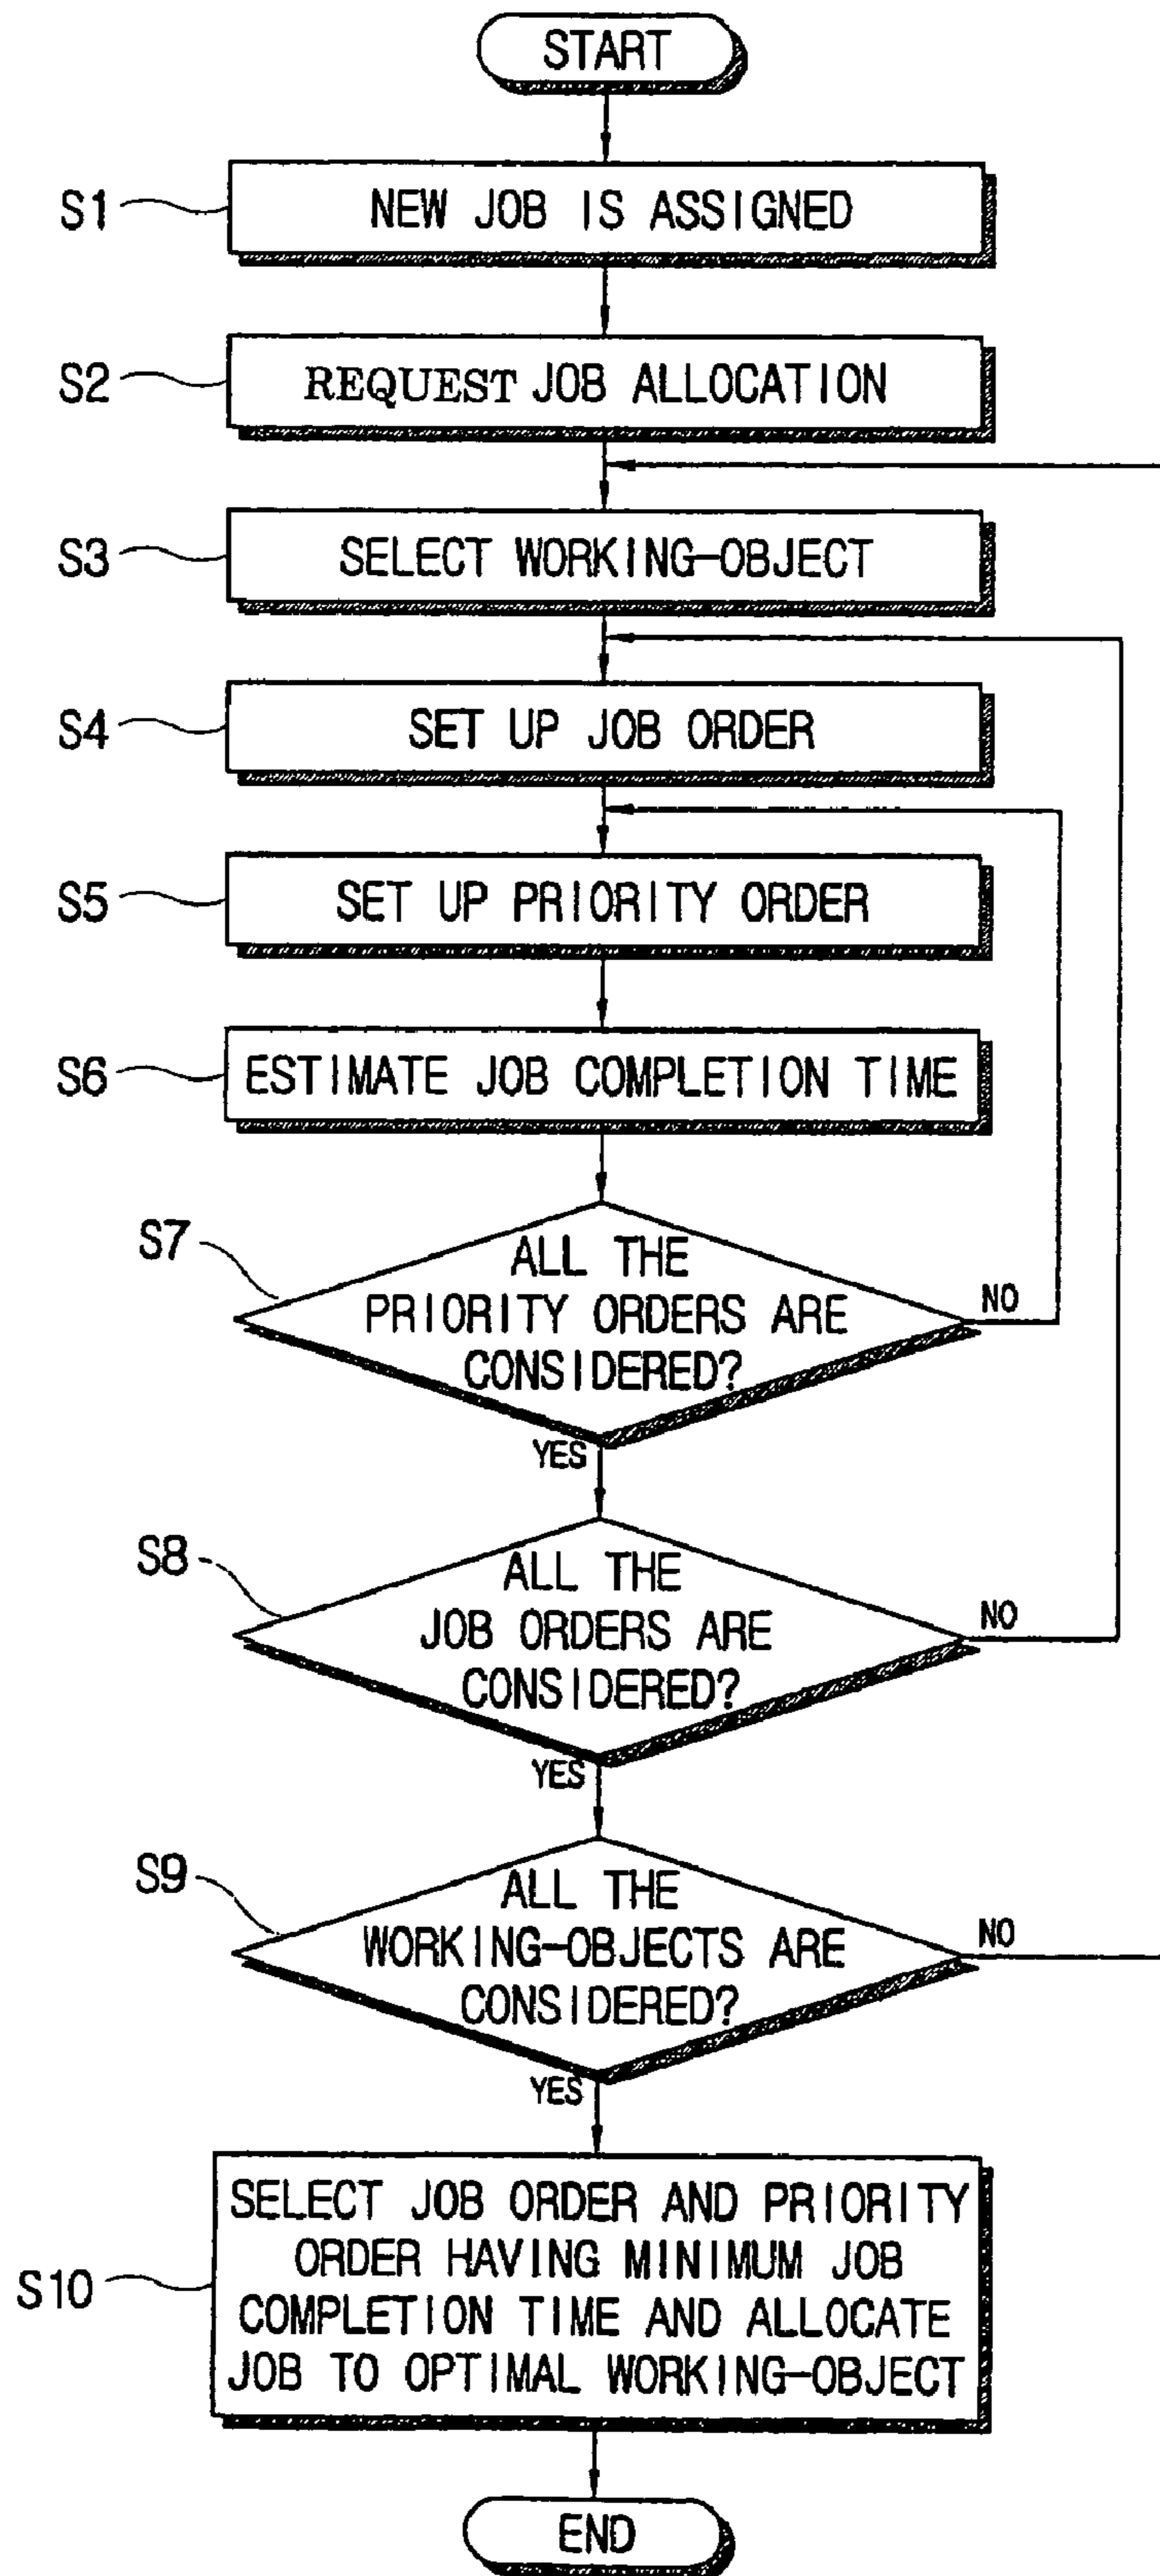 START
S1
NEW JOB IS ASSIGNED
S2
REQUEST JOB ALLOCATION
S3
SELECT WORKING-OBJECT
S4
SET UP JOB ORDER
S5
SET UP PRIORITY ORDER
S6
ESTIMATE JOB COMPLETION TIME
S7
ALL THE
PRIORITY ORDERS ARE
CONSIDERED?
NO
YES
S8
ALL THE
JOB ORDERS ARE
CONSIDERED?
NO
YES
S9
ALL THE
WORKING-OBJECTS ARE
CONSIDERED?
NO
YES
S10
SELECT JOB ORDER AND PRIORITY
ORDER HAVING MINIMUM JOB
COMPLETION TIME AND ALLOCATE
JOB TO OPTIMAL WORKING-OBJECT
END